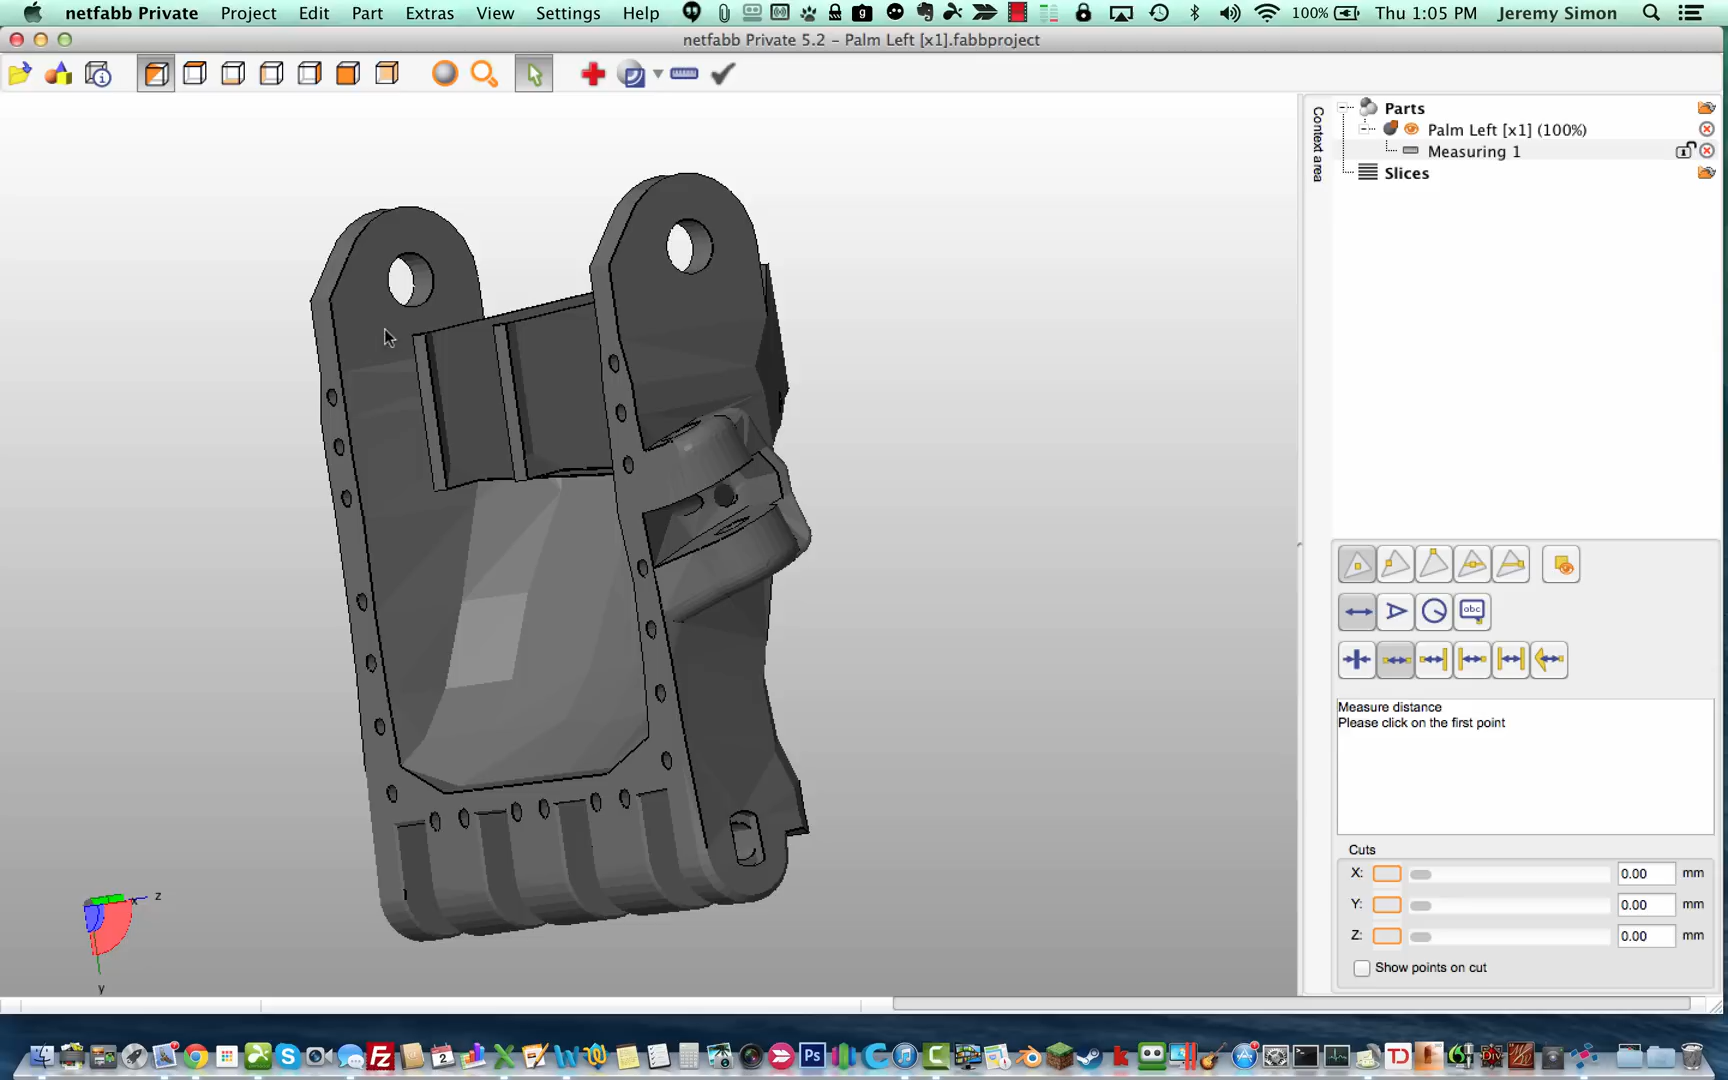 netfabb Private Project Edit Part Extras View Settings Help 100% Thu 1:05 PM Jeremy Simon
netfabb Private 5.2 – Palm Left [x1].fabbproject
Context area
Parts
Palm Left [x1] (100%)
Measuring 1
Slices
abc
Measure distance
Please click on the first point
Cuts
X: 0.00 mm
Y: 0.00 mm
Z: 0.00 mm
Show points on cut
z
x
y